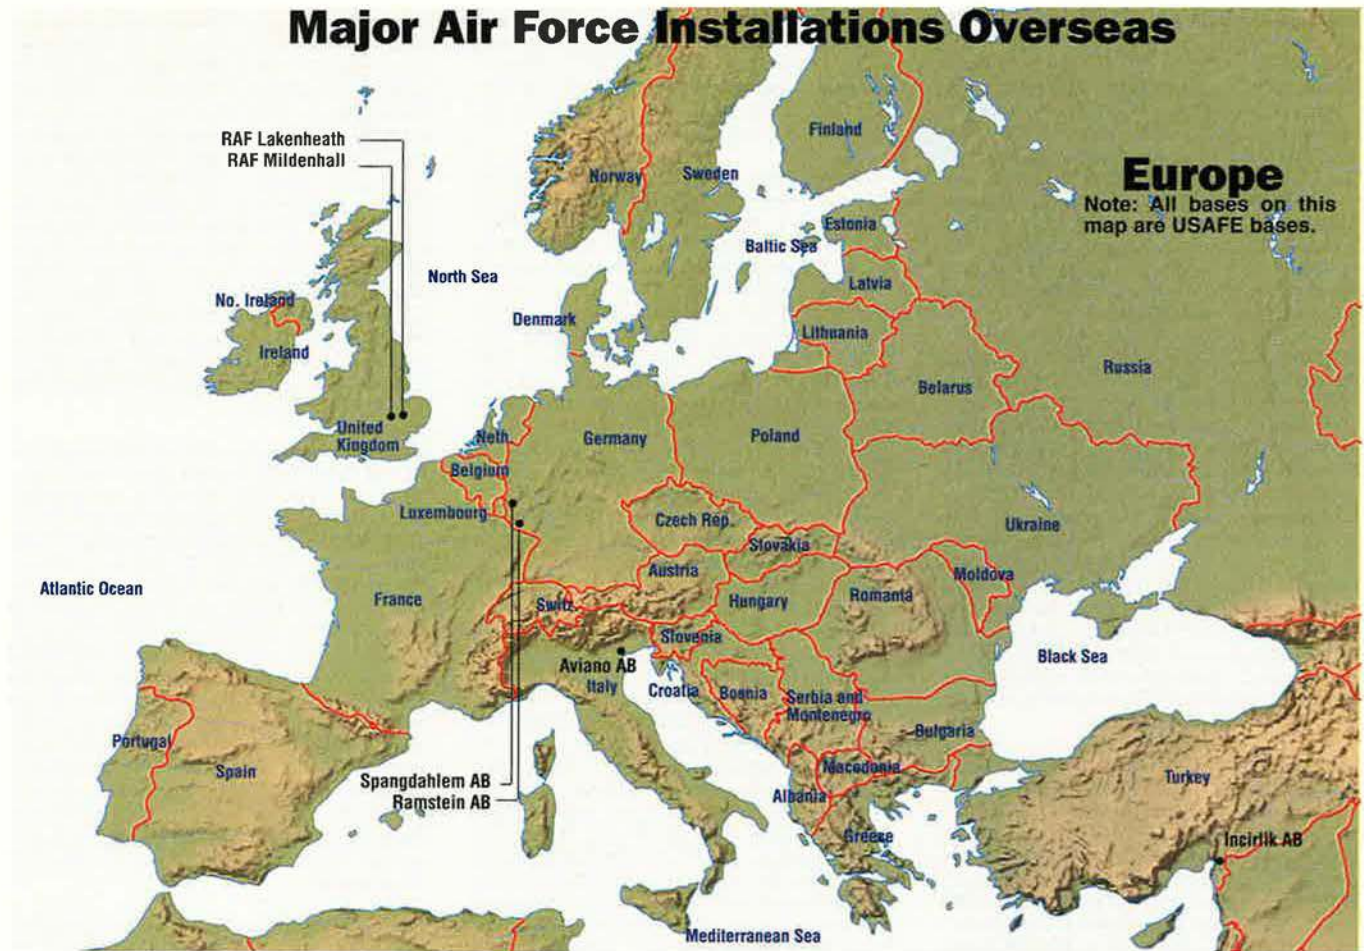 Major Air Force Installations Overseas
RAF Lakenheath
RAF Mildenhall
Finland
Europe
Note: All bases on this
map are USAFE bases.
Norway
Sweden
Estonia
Baltic Sea
North Sea
Latvia
No. Ireland
Denmark
Lithuania
Ireland
Russia
Belarus
United
Kingdom
Neth
Germany
Poland
Belgium
Luxembourg
Czech Rep.
Ukraine
Slovakia
Atlantic Ocean
Austria
Moldova
France
Switz
Hungary
Romania
Slovenia
Black Sea
Aviano AB
Italy
Croatia
Bosnia
Serbia and
Montenegro
Portugal
Bulgaria
Spain
Macedonia
Spangdahlem AB
Turkey
Ramstein AB
Albania
Greece
Incirlik AB
Mediterranean Sea